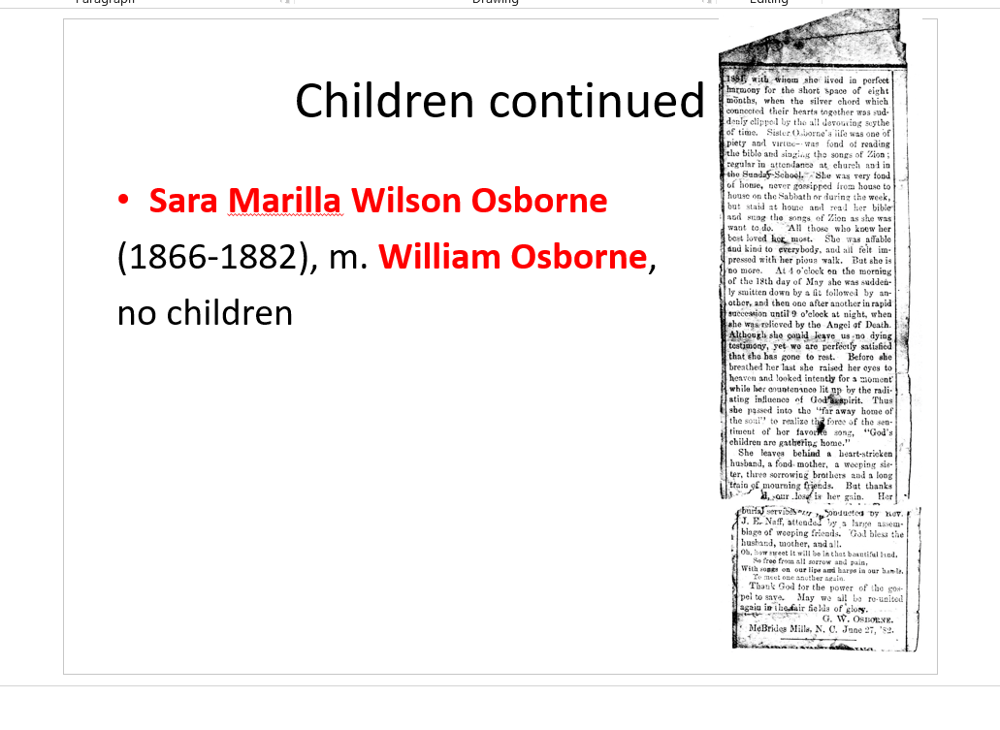 Paragraph
Drawing
Editing
Children continued
• Sara Marilla Wilson Osborne
(1866-1882), m. William Osborne,
no children
1881, with whom she lived in perfect
harmony for the short space of eight
months, when the silver chord which
connected their hearts together was sud-
denly clipped by the all devouring scythe
of time. Sister Osborne's life was one of
piety and virtue—was fond of reading
the bible and singing the songs of Zion;
regular in attendance at church and in
the Sunday-School. She was very fond
of home, never gossipped from house to
house on the Sabbath or during the week,
but staid at home and read her bible
and sung the songs of Zion as she was
want to do. All those who knew her
best loved her most. She was affable
and kind to everybody, and all felt im-
pressed with her pious walk. But she is
no more. At 4 o'clock on the morning
of the 18th day of May she was sudden-
ly smitten down by a fit followed by an-
other, and then one after another in rapid
succession until 9 o'clock at night, when
she was relieved by the Angel of Death.
Although she could leave us no dying
testimony, yet we are perfectly satisfied
that she has gone to rest. Before she
breathed her last she raised her eyes to
heaven and looked intently for a moment
while her countenance lit up by the radi-
ating influence of God's spirit. Thus
she passed into the "far away home of
the soul" to realize the force of the sen-
timent of her favorite song, "God's
children are gathering home."
She leaves behind a heart-stricken
husband, a fond mother, a weeping sis-
ter, three sorrowing brothers and a long
train of mourning friends. But thanks
our loss is her gain. Her
burial services conducted by Rev.
J. E. Naff, attended by a large assem-
blage of weeping friends. God bless the
husband, mother, and all.
Oh, how sweet it will be in that beautiful land,
So free from all sorrow and pain,
With songs on our lips and harps in our hands.
To meet one another again.
Thank God for the power of the gos-
pel to save. May we all be re-united
again in the fair fields of glory.
G. W. OSBORNE.
McBrides Mills, N. C. June 27, '82.